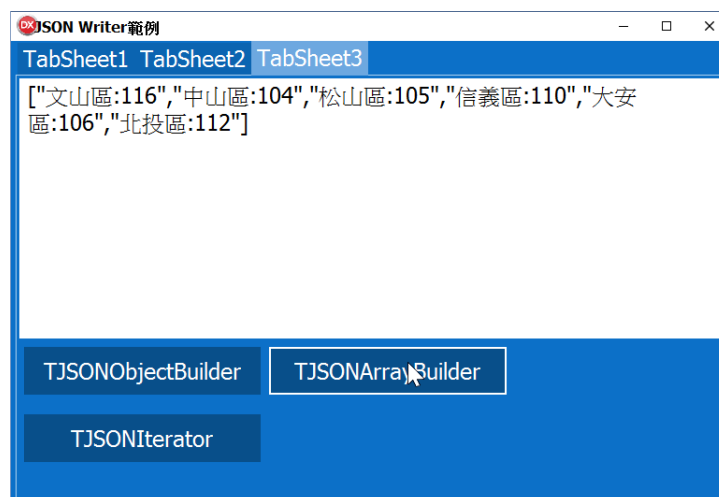 DX JSON Writer範例
TabSheet1 TabSheet2 TabSheet3
["文山區:116","中山區:104","松山區:105","信義區:110","大安
區:106","北投區:112"]
TJSONObjectBuilder TJSONArrayBuilder
TJSONIterator